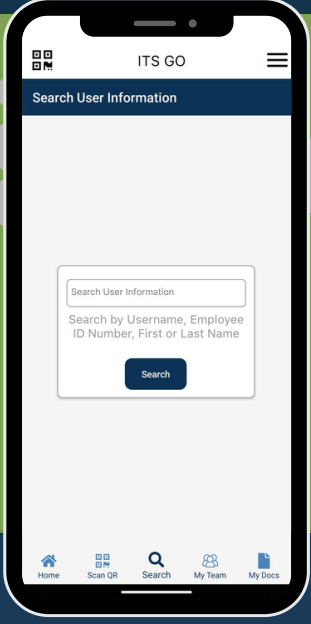 ITS GO
Search User Information
Search User Information
Search by Username, Employee
ID Number, First or Last Name
Search
Home
Scan QR
Search
My Team
My Docs